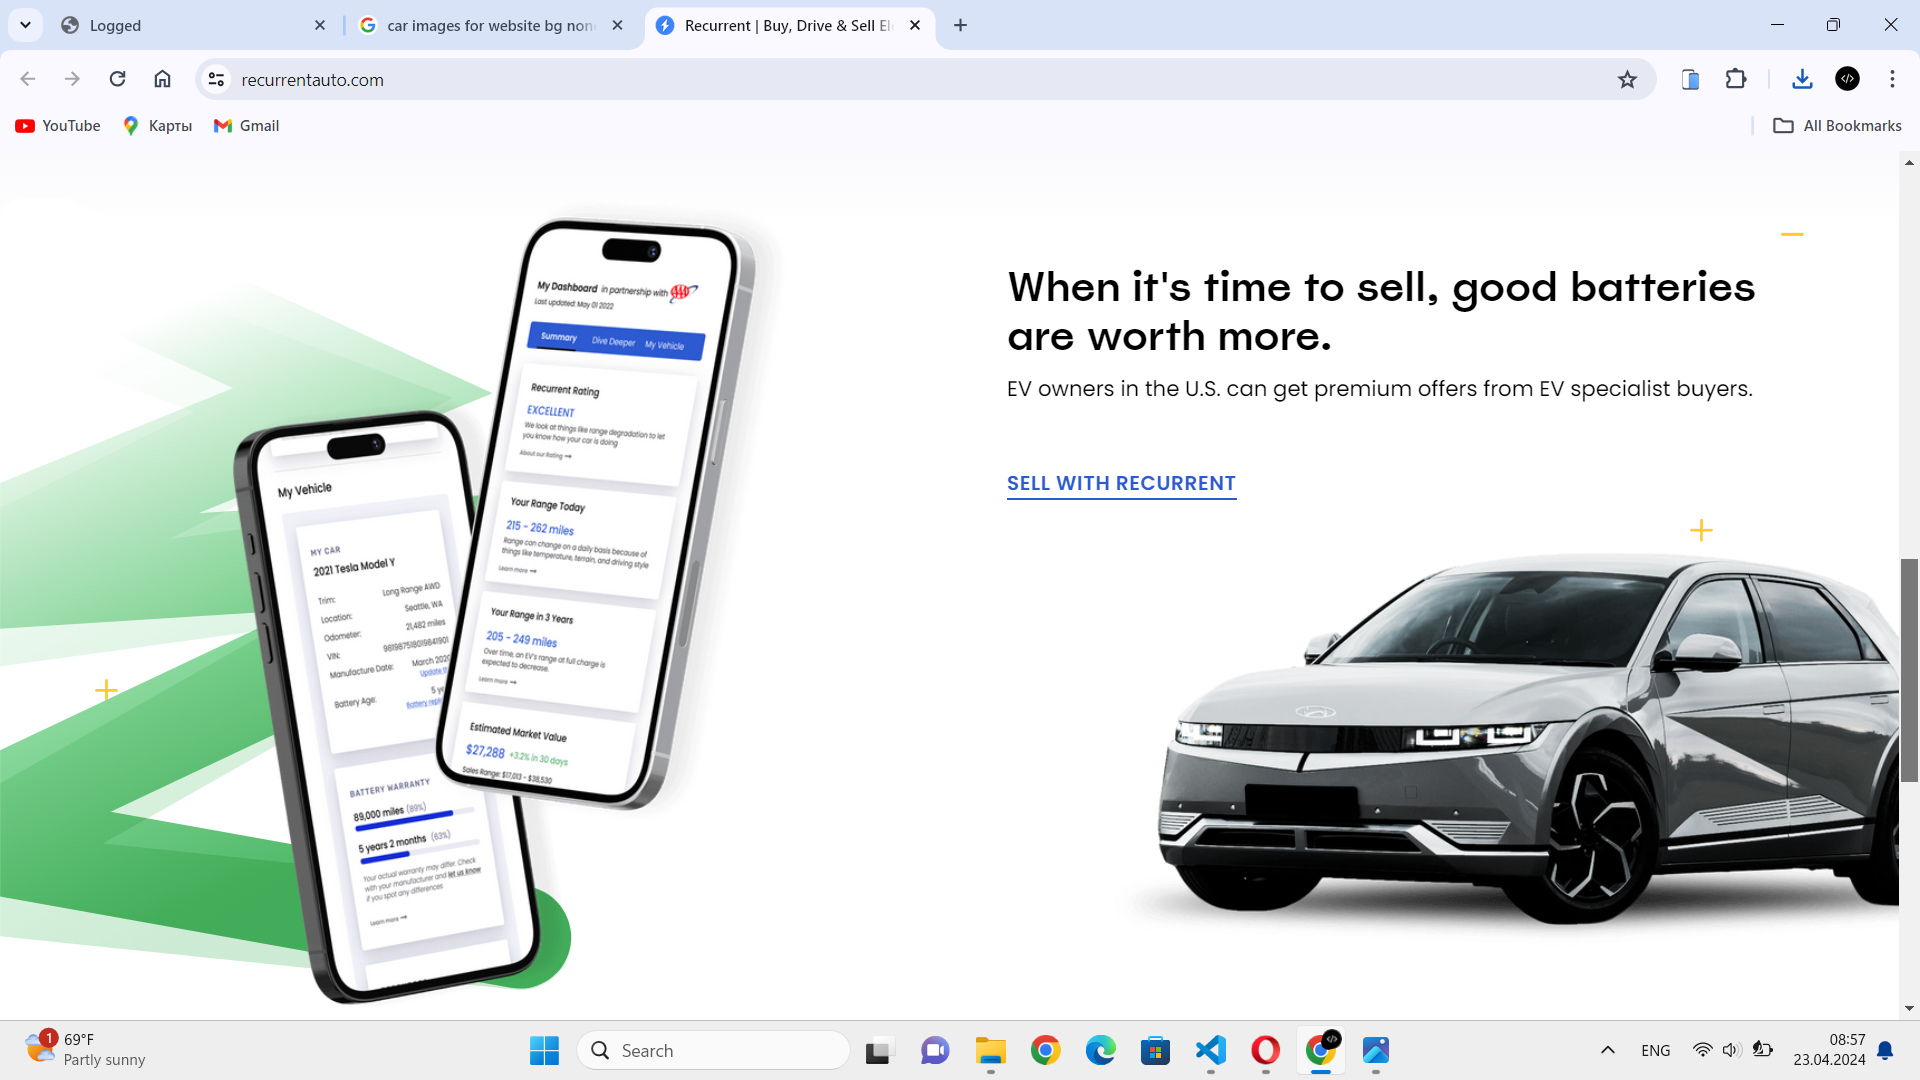 Logged
car images for website bg non
Recurrent | Buy, Drive & Sell El
recurrentauto.com
YouTube
Карты
Gmail
All Bookmarks
My Dashboard in partnership with AAA
Last updated: May 01 2022
Summary
Dive Deeper
My Vehicle
Recurrent Rating
EXCELLENT
We look at things like range degradation to let
you know how your car is doing
About our Rating →
Your Range Today
215 - 262 miles
Range can change on a daily basis because of
things like temperature, terrain, and driving style
Learn more →
Your Range in 3 Years
205 - 249 miles
Over time, an EV's range at full charge is
expected to decrease.
Learn more →
Estimated Market Value
$27,288 +3.2% in 30 days
Sales Range: $17,013 - $38,530
My Vehicle
MY CAR
2021 Tesla Model Y
Trim: Long Range AWD
Location: Seattle, WA
Odometer: 21,482 miles
VIN: 9819875180198419​01
Manufacture Date: March 2020
Update th
Battery Age: 5 ye
Battery repl
BATTERY WARRANTY
89,000 miles (89%)
5 years 2 months (63%)
Your actual warranty may differ. Check
with your manufacturer and let us know
if you spot any differences
Learn more →
When it's time to sell, good batteries
are worth more.
EV owners in the U.S. can get premium offers from EV specialist buyers.
SELL WITH RECURRENT
1
69°F
Partly sunny
Search
ENG
08:57
23.04.2024